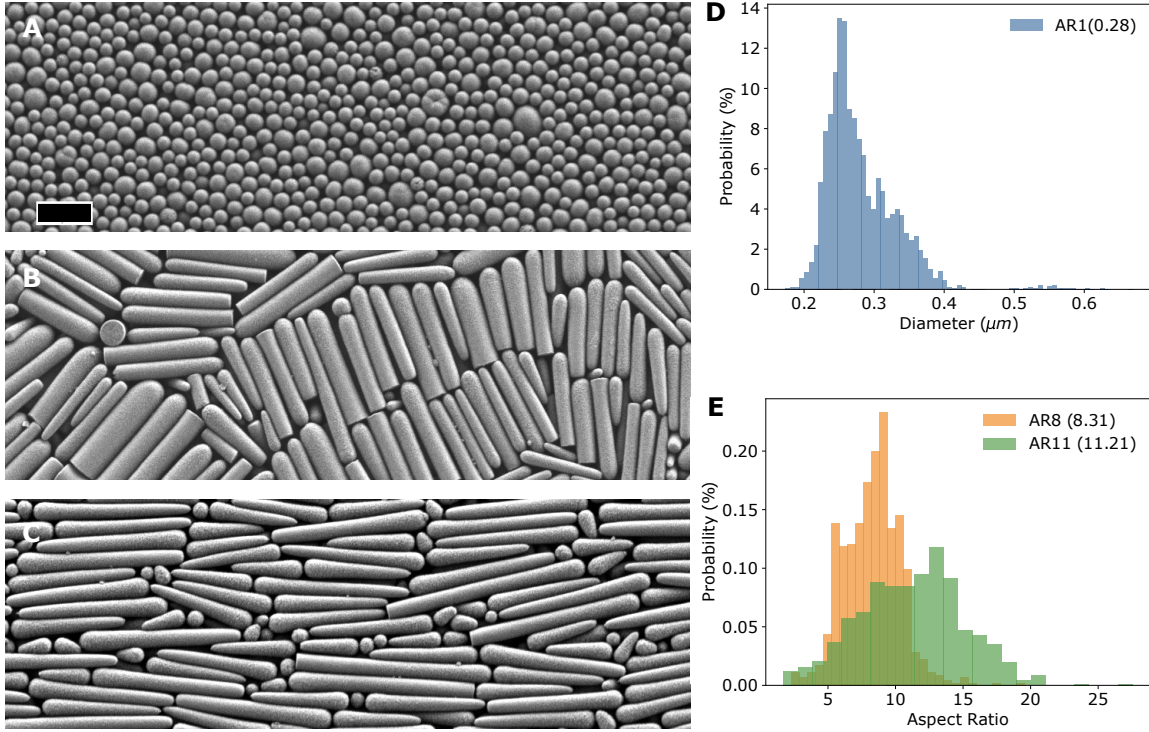 A
B
C
D
AR1(0.28)
14
12
10
8
6
4
2
0
Probability (%)
0.2 0.3 0.4 0.5 0.6
Diameter (μm)
E
AR8 (8.31)
AR11 (11.21)
0.20
0.15
0.10
0.05
0.00
Probability (%)
5 10 15 20 25
Aspect Ratio